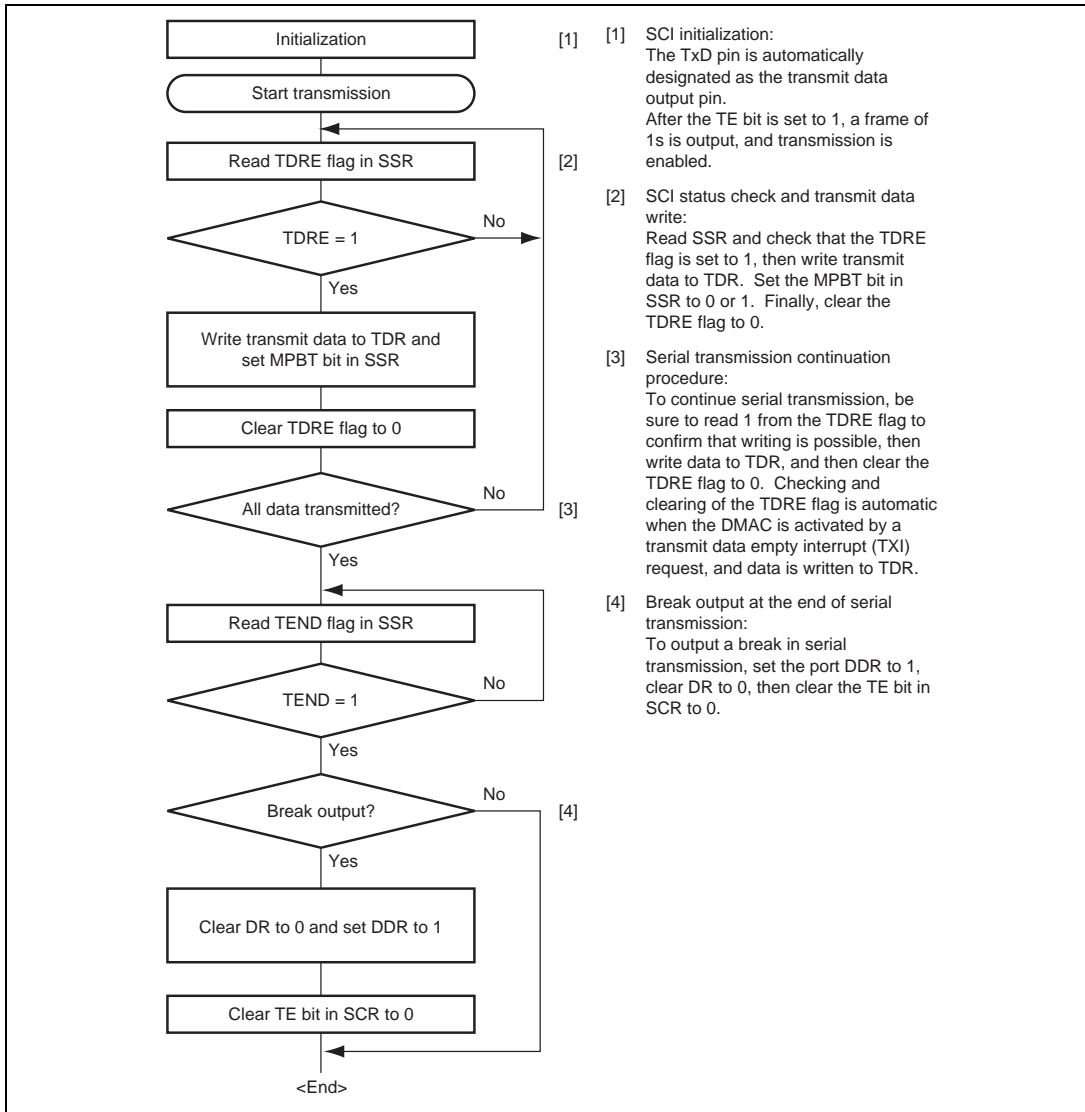 Initialization
[1]
Start transmission
Read TDRE flag in SSR
[2]
No
TDRE = 1
Yes
Write transmit data to TDR and
set MPBT bit in SSR
Clear TDRE flag to 0
No
All data transmitted?
[3]
Yes
Read TEND flag in SSR
No
TEND = 1
Yes
No
Break output?
[4]
Yes
Clear DR to 0 and set DDR to 1
Clear TE bit in SCR to 0
<End>
[1] SCI initialization:
The TxD pin is automatically
designated as the transmit data
output pin.
After the TE bit is set to 1, a frame of
1s is output, and transmission is
enabled.
[2] SCI status check and transmit data
write:
Read SSR and check that the TDRE
flag is set to 1, then write transmit
data to TDR. Set the MPBT bit in
SSR to 0 or 1. Finally, clear the
TDRE flag to 0.
[3] Serial transmission continuation
procedure:
To continue serial transmission, be
sure to read 1 from the TDRE flag to
confirm that writing is possible, then
write data to TDR, and then clear the
TDRE flag to 0. Checking and
clearing of the TDRE flag is automatic
when the DMAC is activated by a
transmit data empty interrupt (TXI)
request, and data is written to TDR.
[4] Break output at the end of serial
transmission:
To output a break in serial
transmission, set the port DDR to 1,
clear DR to 0, then clear the TE bit in
SCR to 0.